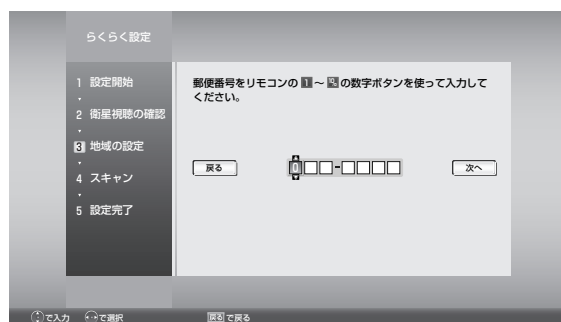 らくらく設定
1 設定開始
2 衛星視聴の確認
3 地域の設定
4 スキャン
5 設定完了
郵便番号をリモコンの 1 ～ 10 の数字ボタンを使って入力して
ください。
戻る
0
-
次へ
で入力 で選択 戻る で戻る